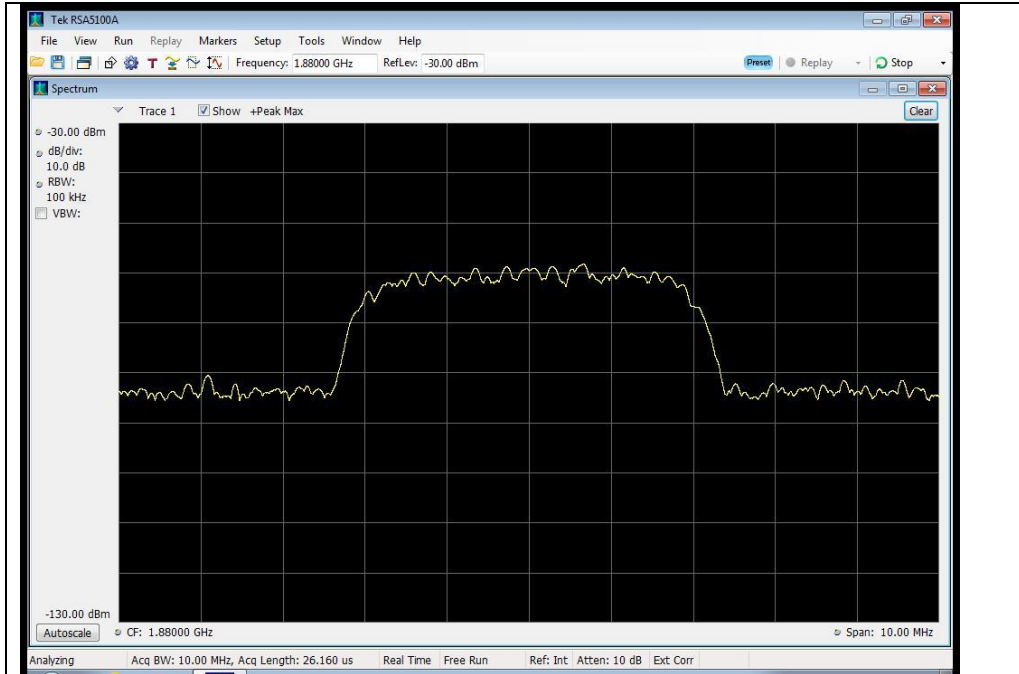 Tek RSA5100A
File View Run Replay Markers Setup Tools Window Help
T Frequency: 1.88000 GHz RefLev: -30.00 dBm Preset Replay Stop
Spectrum
Trace 1 Show +Peak Max Clear
-30.00 dBm
dB/div:
10.0 dB
RBW:
100 kHz
VBW:
-130.00 dBm
Autoscale CF: 1.88000 GHz Span: 10.00 MHz
Analyzing Acq BW: 10.00 MHz, Acq Length: 26.160 us Real Time Free Run Ref: Int Atten: 10 dB Ext Corr